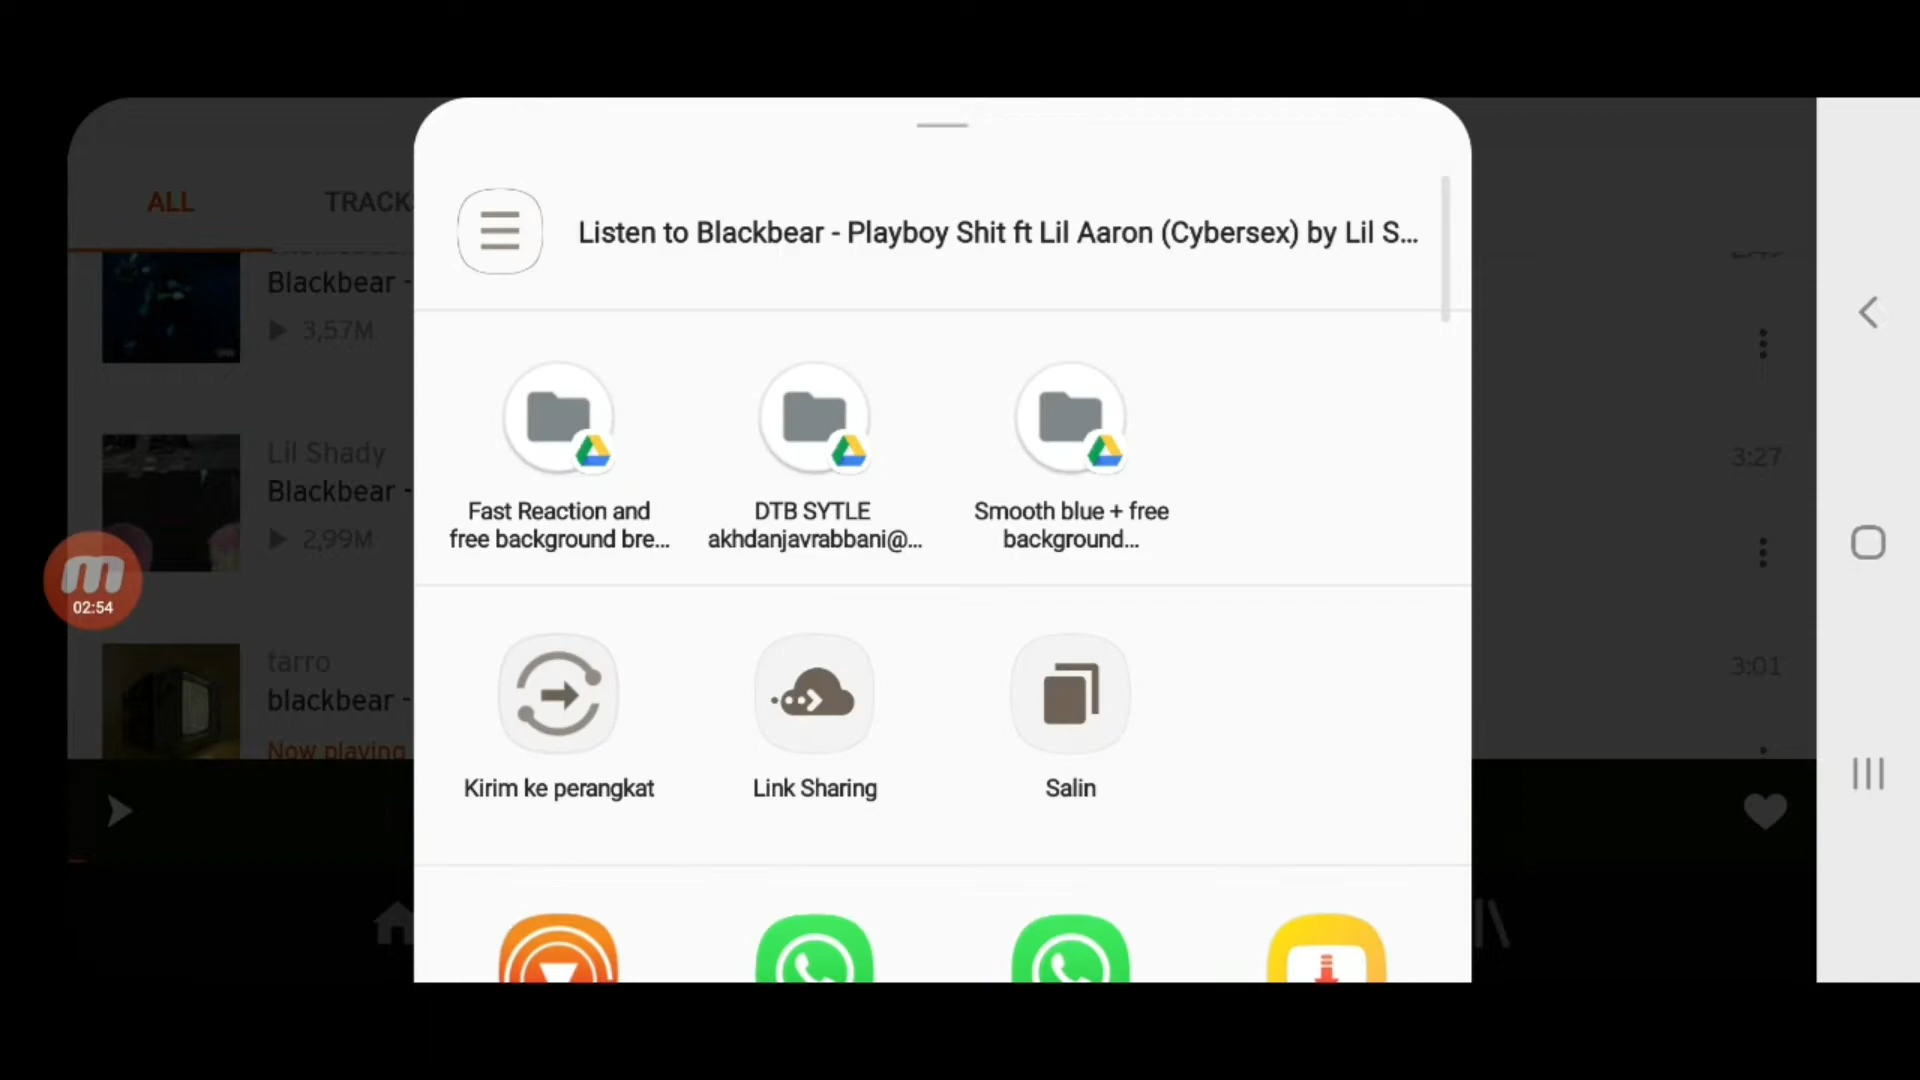 ALL
TRACK
Listen to Blackbear - Playboy Shit ft Lil Aaron (Cybersex) by Lil S...
Blackbear -
3,57M
Fast Reaction and
free background bre...
DTB SYTLE
akhdanjavrabbani@...
Smooth blue + free
background...
Lil Shady
Blackbear -
2,99M
3:27
02:54
tarro
blackbear -
Now playing
3:01
Kirim ke perangkat
Link Sharing
Salin